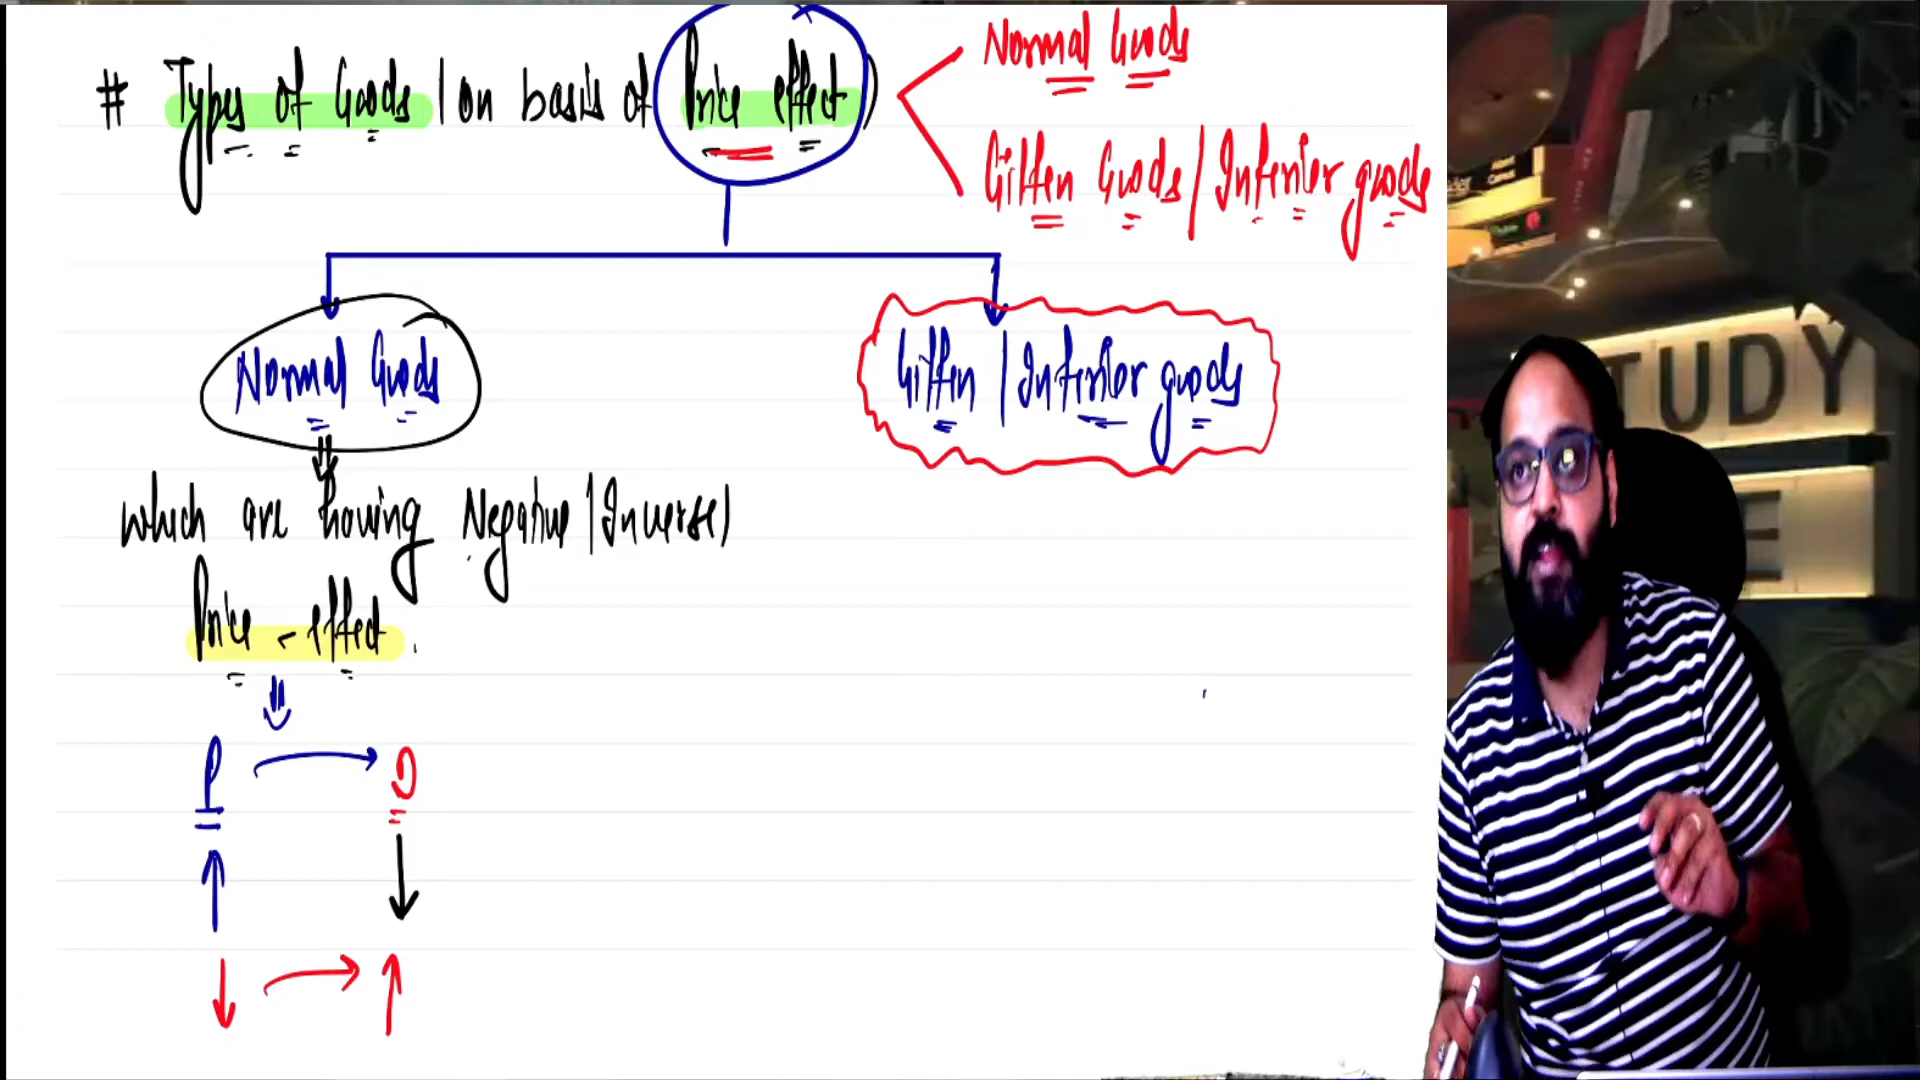 # Types of Goods (on basis of Price effect)
Normal Goods
Giffen Goods / Inferior goods
Normal Goods
Giffen / Inferior goods
which are having Negative (Inverse)
Price - effect.
P → D
↑ ↓
↓ → ↑
TUDY
E